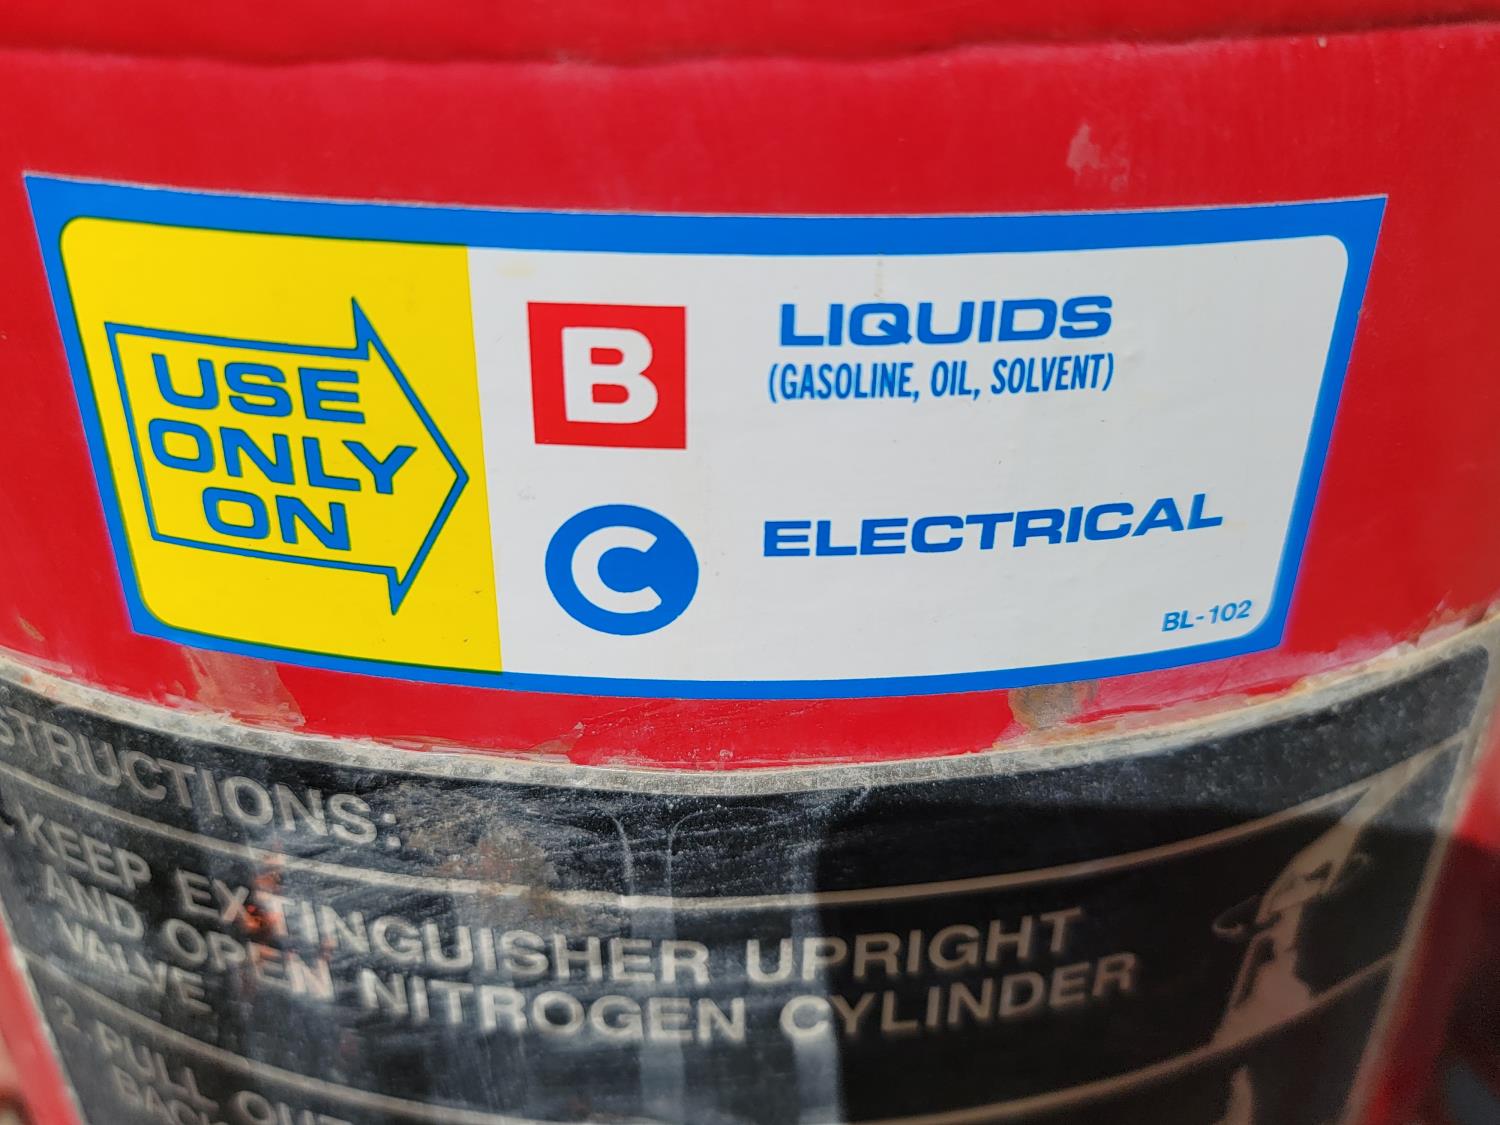 USE
ONLY
ON
B
LIQUIDS
(GASOLINE, OIL, SOLVENT)
C
ELECTRICAL
BL-102
STRUCTIONS:
KEEP EXTINGUISHER UPRIGHT
AND OPEN NITROGEN CYLINDER
VALVE
2. PULL OUT